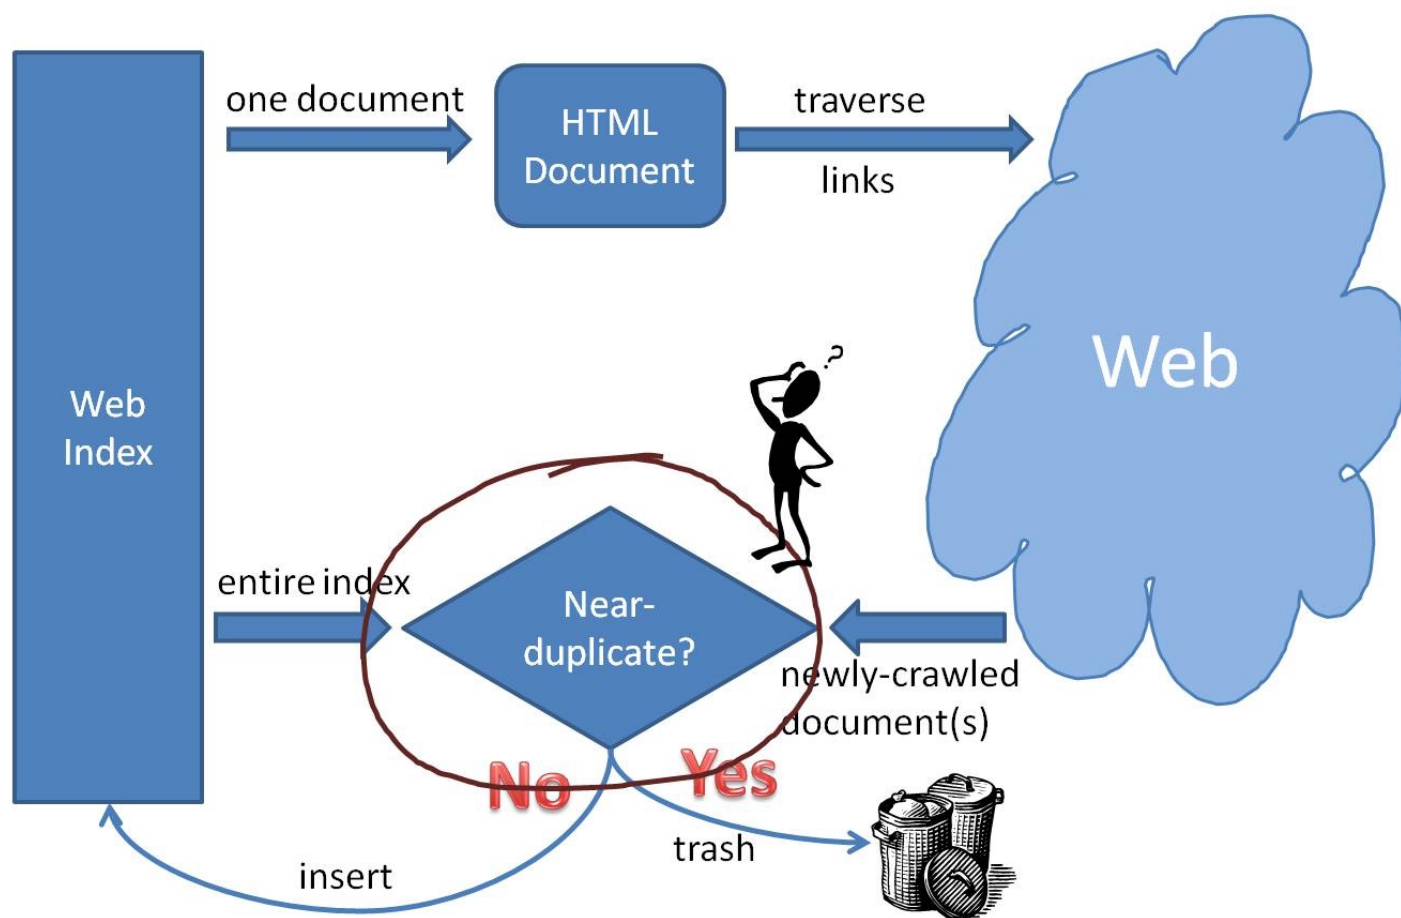 one document
HTML
Document
traverse
links
Web
Web
Index
?
entire index
Near-
duplicate?
newly-crawled
document(s)
No
Yes
trash
insert